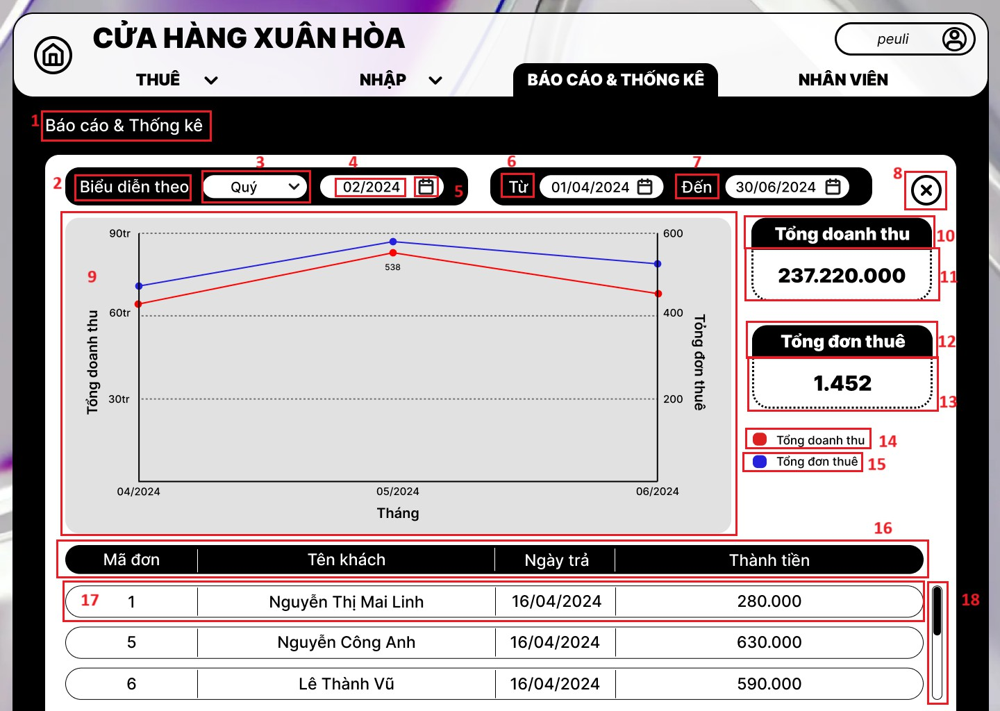 CỬA HÀNG XUÂN HÒA
peuli
THUÊ
NHẬP
BÁO CÁO & THỐNG KÊ
NHÂN VIÊN
1
Báo cáo & Thống kê
2
Biểu diễn theo
3
Quý
4
02/2024
5
6
Từ
01/04/2024
7
Đến
30/06/2024
8
9
90tr
60tr
30tr
Tổng doanh thu
538
600
400
200
Tổng đơn thuê
04/2024
05/2024
06/2024
Tháng
Tổng doanh thu
10
237.220.000
11
Tổng đơn thuê
12
1.452
13
Tổng doanh thu
14
Tổng đơn thuê
15
16
Mã đơn Tên khách Ngày trả Thành tiền
17
1 Nguyễn Thị Mai Linh 16/04/2024 280.000
18
5 Nguyễn Công Anh 16/04/2024 630.000
6 Lê Thành Vũ 16/04/2024 590.000